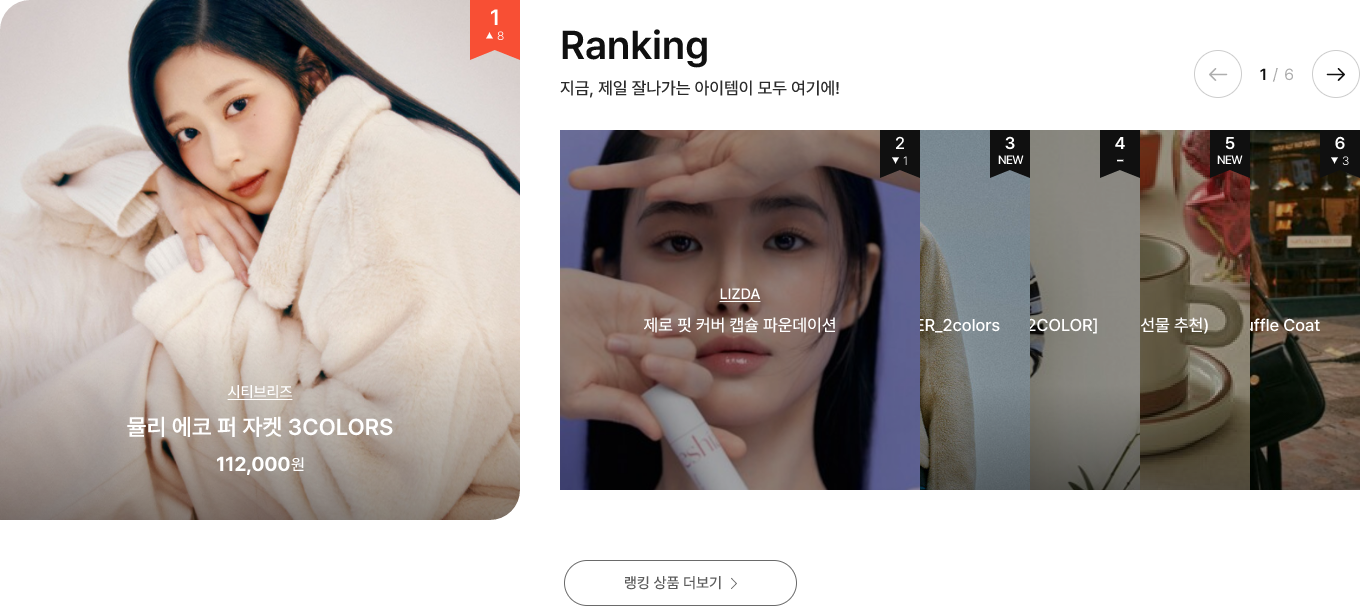 1
▲ 8
시티브리즈
뮬리 에코 퍼 자켓 3COLORS
112,000원
Ranking
지금, 제일 잘나가는 아이템이 모두 여기에!
1 / 6
2
▼ 1
LIZDA
제로 핏 커버 캡슐 파운데이션
3
NEW
ER_2colors
4
–
2COLOR]
5
NEW
선물 추천)
6
▼ 3
uffle Coat
랭킹 상품 더보기 >